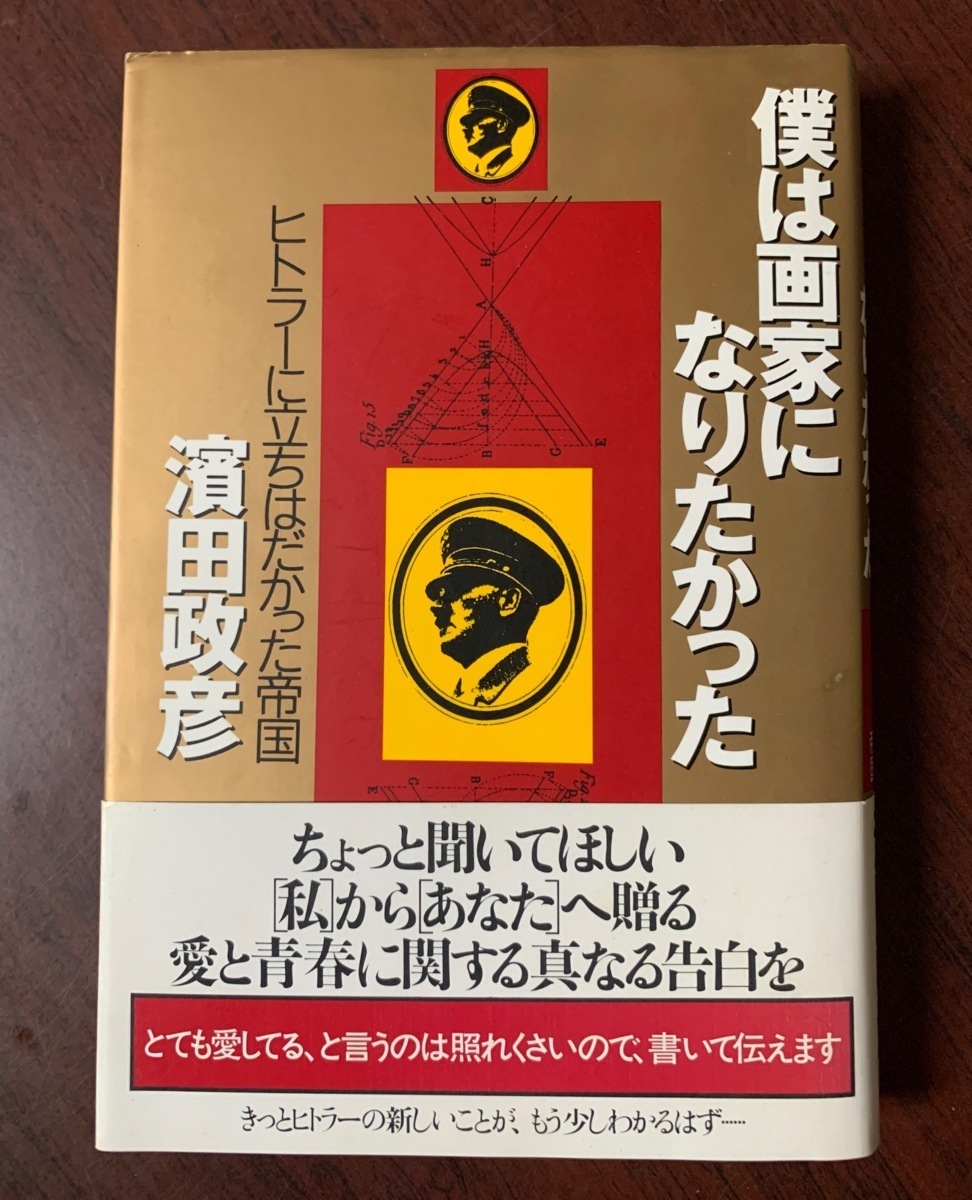 僕は画家に
なりたかった
ヒトラーに立ちはだかった帝国
濱田政彦
C
H
A
H
Fig.15
D
F
B
G
E
E
G
B
F
D
Fig.
ちょっと聞いてほしい
[私]から[あなた]へ贈る
愛と青春に関する真なる告白を
とても愛してる、と言うのは照れくさいので、書いて伝えます
きっとヒトラーの新しいことが、もう少しわかるはず……